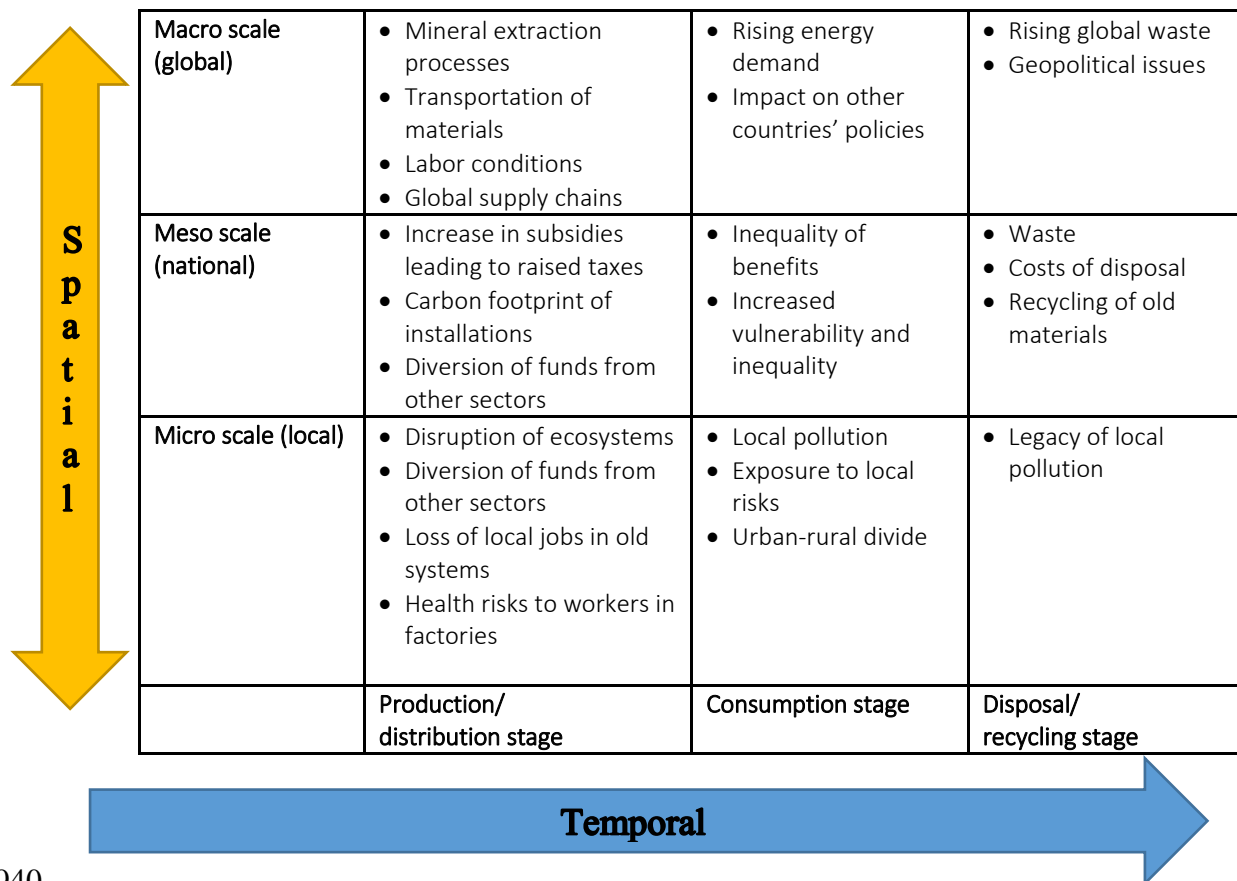 Macro scale
(global)
• Mineral extraction
processes
• Transportation of
materials
• Labor conditions
• Global supply chains
• Rising energy
demand
• Impact on other
countries’ policies
• Rising global waste
• Geopolitical issues
Meso scale
(national)
• Increase in subsidies
leading to raised taxes
• Carbon footprint of
installations
• Diversion of funds from
other sectors
• Inequality of
benefits
• Increased
vulnerability and
inequality
• Waste
• Costs of disposal
• Recycling of old
materials
Micro scale (local)
• Disruption of ecosystems
• Diversion of funds from
other sectors
• Loss of local jobs in old
systems
• Health risks to workers in
factories
• Local pollution
• Exposure to local
risks
• Urban-rural divide
• Legacy of local
pollution
Production/
distribution stage
Consumption stage
Disposal/
recycling stage
Spatial
Temporal